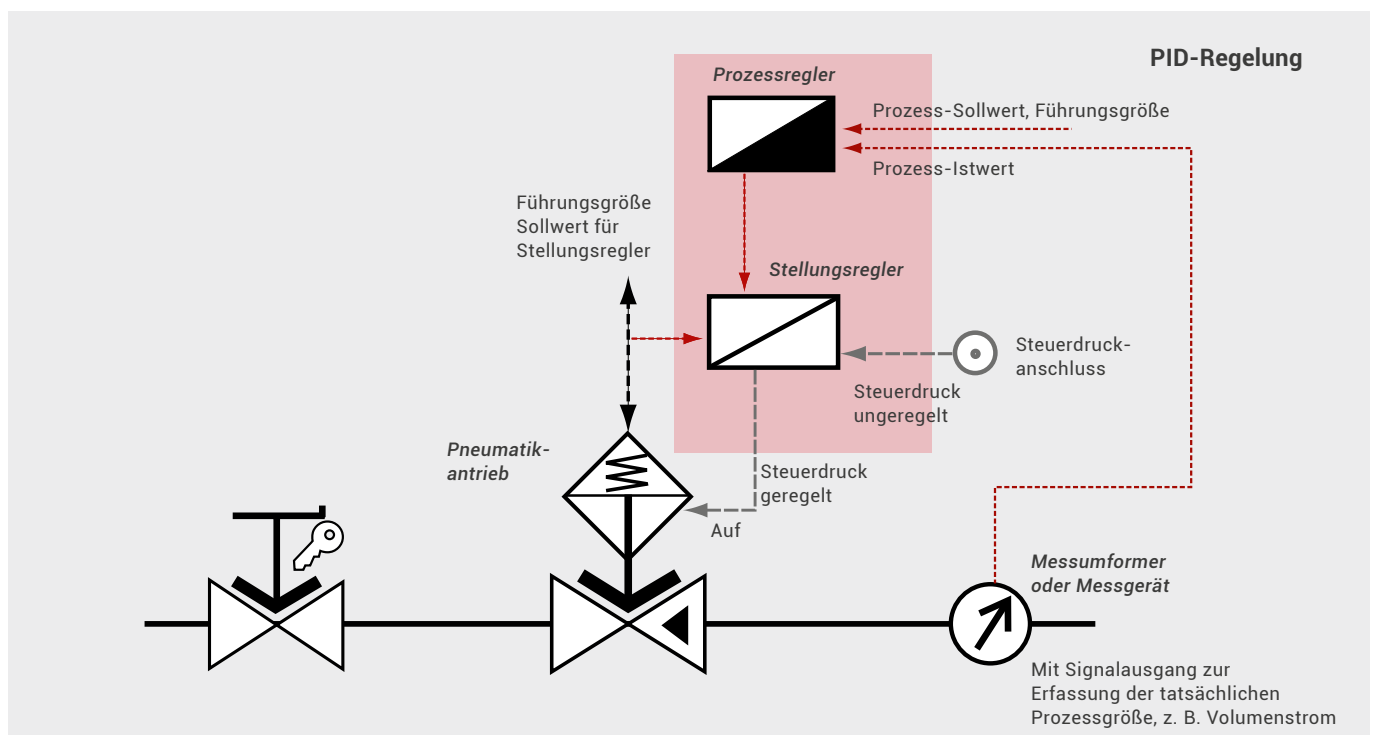 PID-Regelung
Prozessregler
Prozess-Sollwert, Führungsgröße
Prozess-Istwert
Führungsgröße
Sollwert für
Stellungsregler
Stellungsregler
Steuerdruck-
anschluss
Steuerdruck
ungeregelt
Pneumatik-
antrieb
Steuerdruck
geregelt
Auf
Messumformer
oder Messgerät
Mit Signalausgang zur
Erfassung der tatsächlichen
Prozessgröße, z. B. Volumenstrom